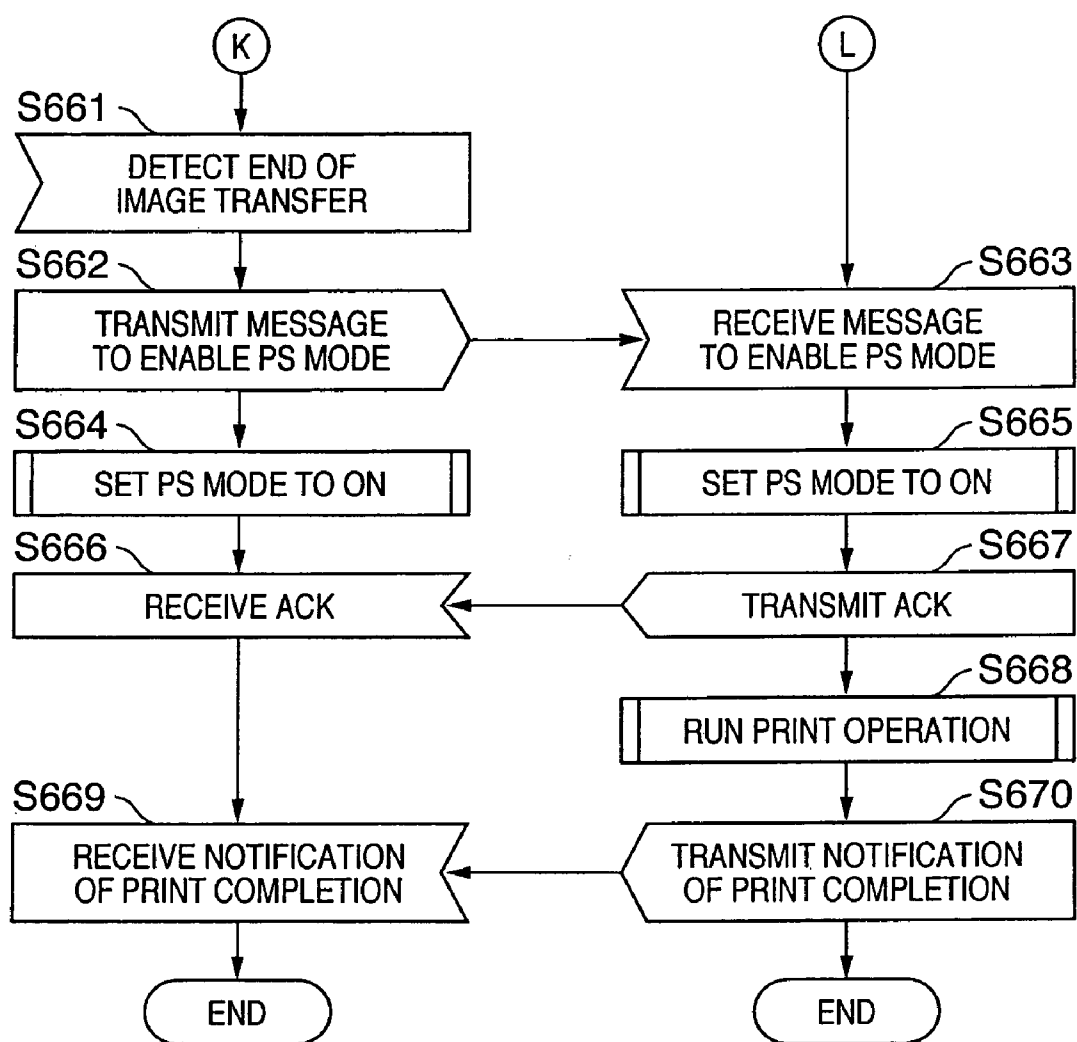 K
L
S661
DETECT END OF
IMAGE TRANSFER
S662
TRANSMIT MESSAGE
TO ENABLE PS MODE
S663
RECEIVE MESSAGE
TO ENABLE PS MODE
S664
SET PS MODE TO ON
S665
SET PS MODE TO ON
S666
RECEIVE ACK
S667
TRANSMIT ACK
S668
RUN PRINT OPERATION
S669
RECEIVE NOTIFICATION
OF PRINT COMPLETION
S670
TRANSMIT NOTIFICATION
OF PRINT COMPLETION
END
END